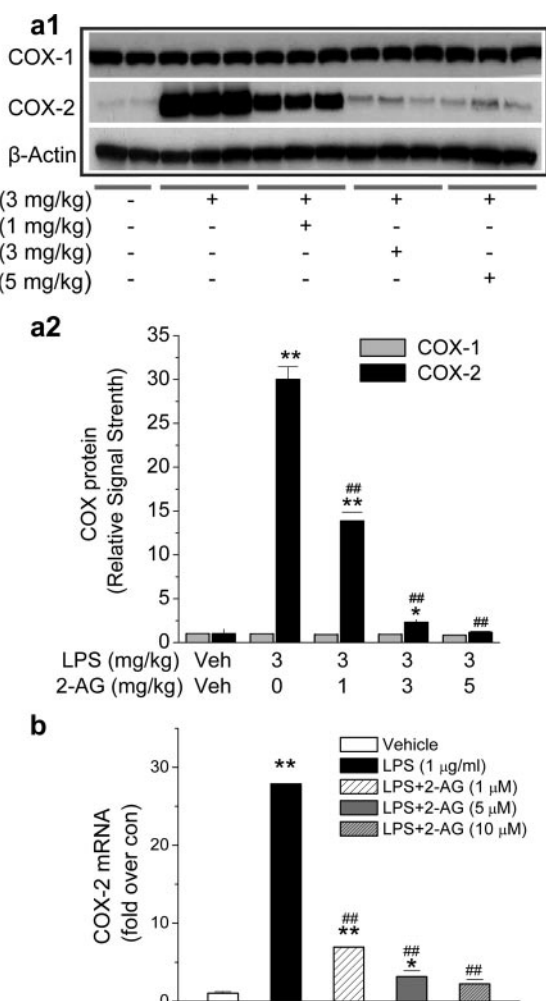 a1
COX-1
COX-2
β-Actin
(3 mg/kg) - + + + +
(1 mg/kg) - - + - -
(3 mg/kg) - - - + -
(5 mg/kg) - - - - +
a2
COX protein
(Relative Signal Strenth)
35
30
25
20
15
10
5
0
COX-1
COX-2
**
##
**
##
*
##
LPS (mg/kg) Veh 3 3 3 3
2-AG (mg/kg) Veh 0 1 3 5
b
COX-2 mRNA
(fold over con)
30
20
10
0
Vehicle
LPS (1 μg/ml)
LPS+2-AG (1 μM)
LPS+2-AG (5 μM)
LPS+2-AG (10 μM)
**
##
**
##
*
##